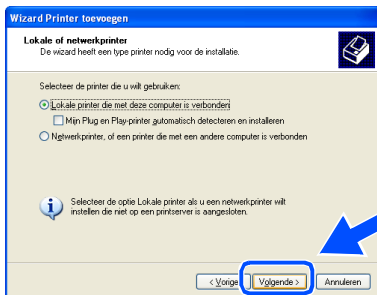 Wizard Printer toevoegen
Lokale of netwerkprinter
De wizard heeft een type printer nodig voor de installatie.
Selecteer de printer die u wilt gebruiken:
Lokale printer die met deze computer is verbonden
Mijn Plug en Play-printer automatisch detecteren en installeren
Netwerkprinter, of een printer die met een andere computer is verbonden
Selecteer de optie Lokale printer als u een netwerkprinter wilt
instellen die niet op een printserver is aangesloten.
< Vorige Volgende > Annuleren